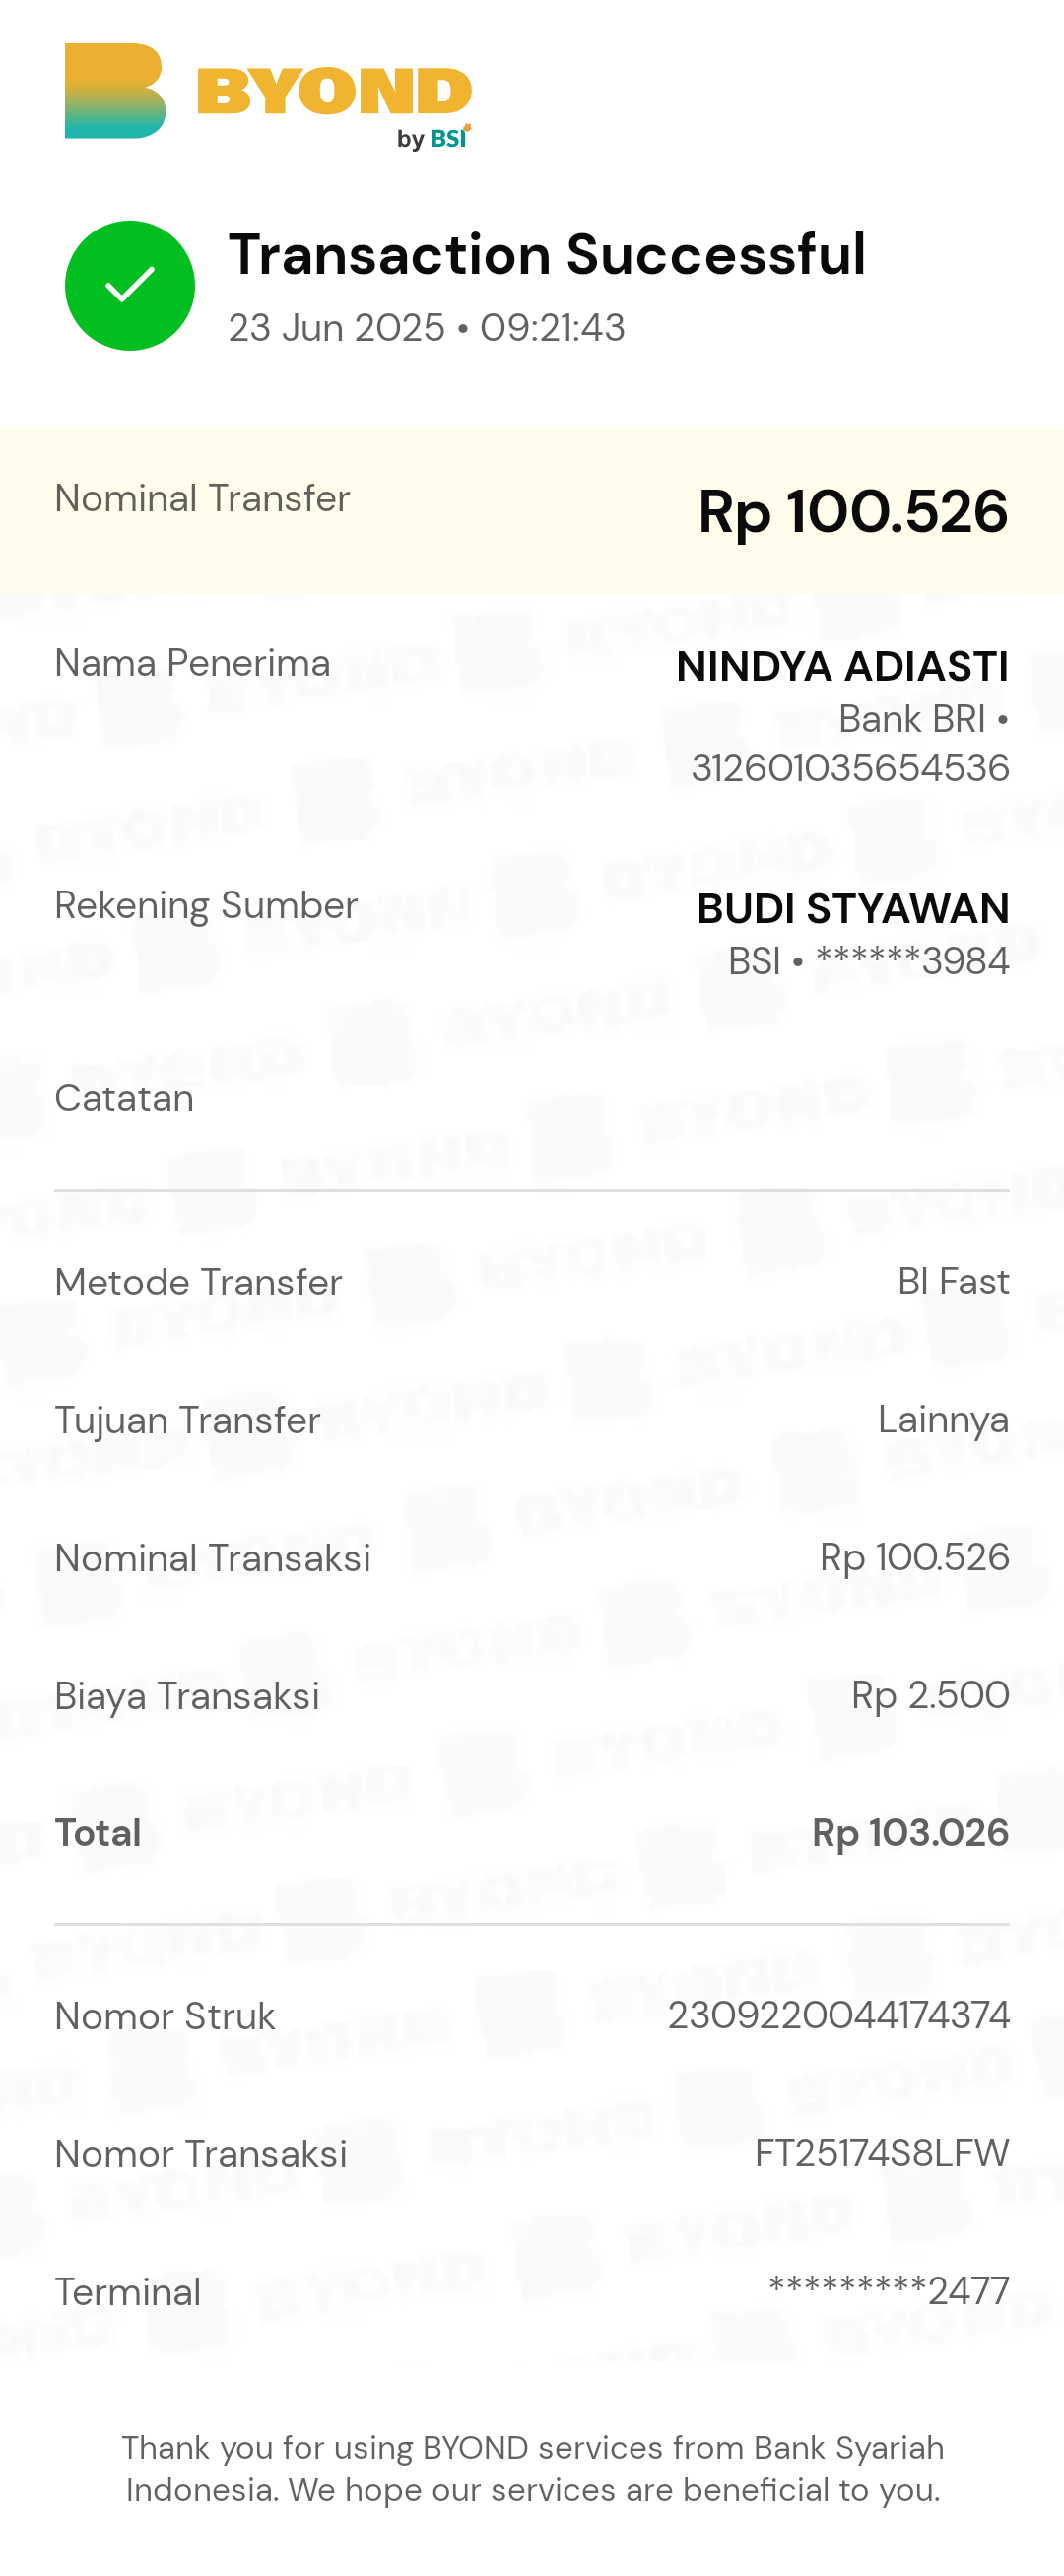 BYOND
by BSI
Transaction Successful
23 Jun 2025 • 09:21:43
Nominal Transfer Rp 100.526
Nama Penerima NINDYA ADIASTI
Bank BRI •
312601035654536
Rekening Sumber BUDI STYAWAN
BSI • ******3984
Catatan
Metode Transfer BI Fast
Tujuan Transfer Lainnya
Nominal Transaksi Rp 100.526
Biaya Transaksi Rp 2.500
Total Rp 103.026
Nomor Struk 2309220044174374
Nomor Transaksi FT25174S8LFW
Terminal *********2477
Thank you for using BYOND services from Bank Syariah
Indonesia. We hope our services are beneficial to you.